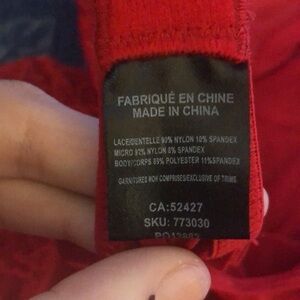 FABRIQUÉ EN CHINE
MADE IN CHINA
LACE/DENTELLE 90% NYLON 10% SPANDEX
MICRO 92% NYLON 8% SPANDEX
BODY/CORPS 89% POLYESTER 11%SPANDEX
GARNITURES NON COMPRISES/EXCLUSIVE OF TRIMS
CA:52427
SKU: 773030